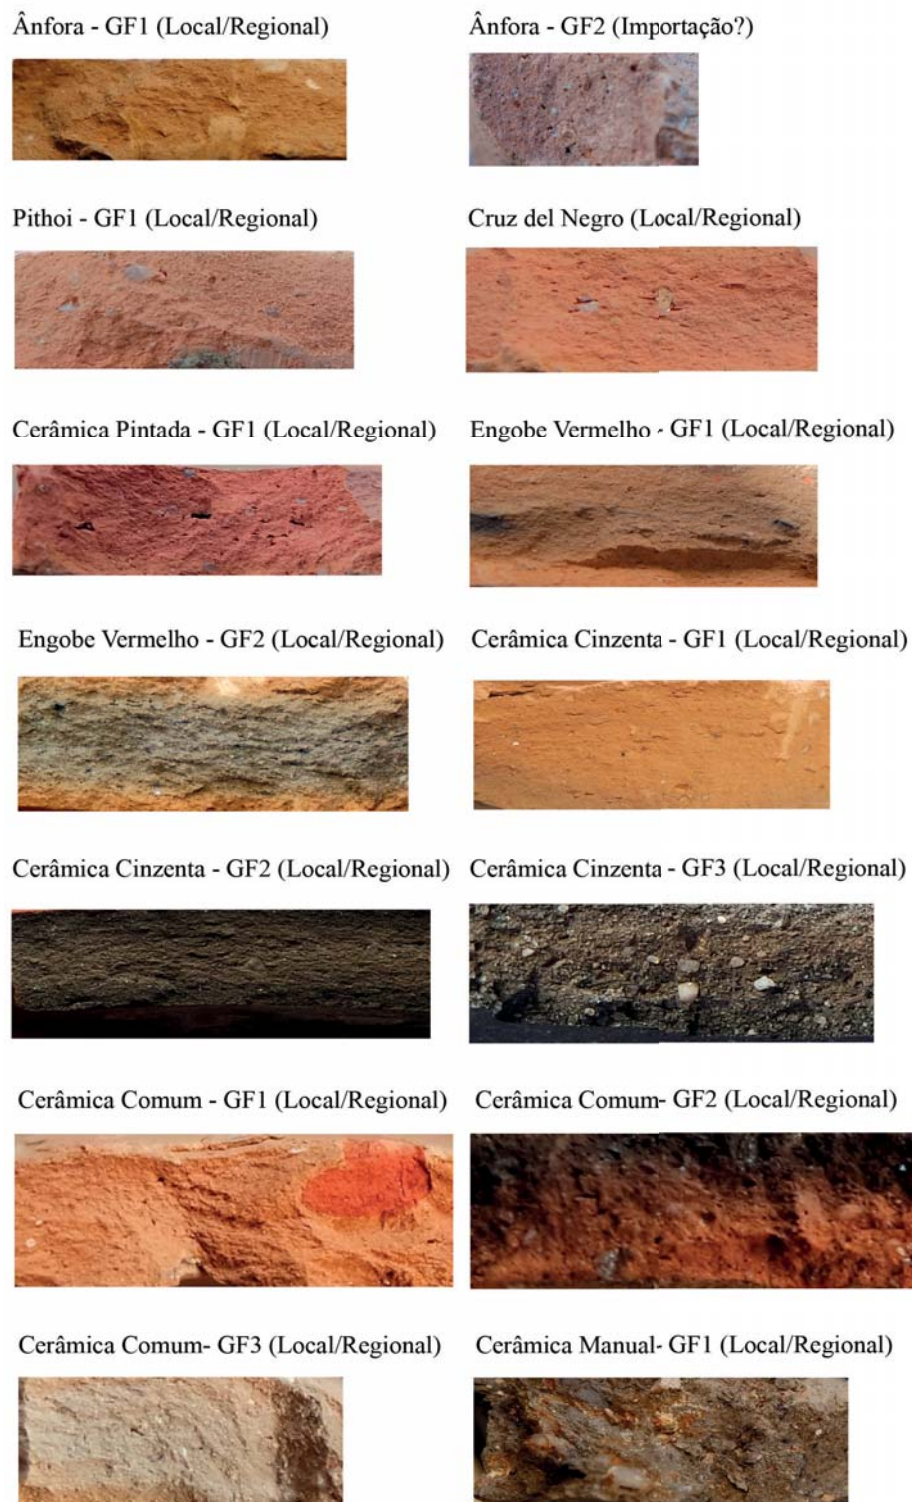 Ânfora - GF1 (Local/Regional)
Ânfora - GF2 (Importação?)
Pithoi - GF1 (Local/Regional)
Cruz del Negro (Local/Regional)
Cerâmica Pintada - GF1 (Local/Regional)
Engobe Vermelho - GF1 (Local/Regional)
Engobe Vermelho - GF2 (Local/Regional)
Cerâmica Cinzenta - GF1 (Local/Regional)
Cerâmica Cinzenta - GF2 (Local/Regional)
Cerâmica Cinzenta - GF3 (Local/Regional)
Cerâmica Comum - GF1 (Local/Regional)
Cerâmica Comum- GF2 (Local/Regional)
Cerâmica Comum- GF3 (Local/Regional)
Cerâmica Manual- GF1 (Local/Regional)